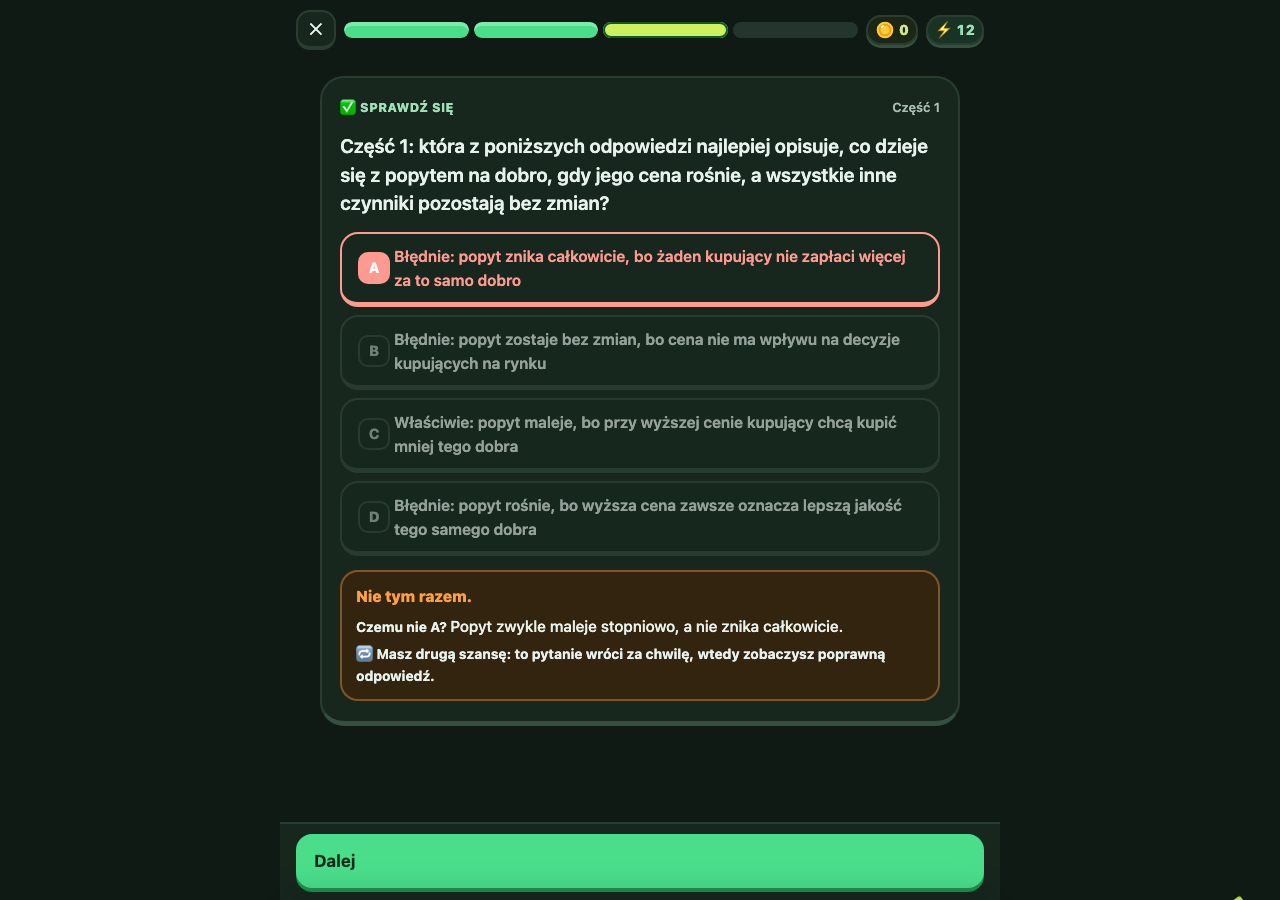 0
12
SPRAWDŹ SIĘ
Część 1
Część 1: która z poniższych odpowiedzi najlepiej opisuje, co dzieje
się z popytem na dobro, gdy jego cena rośnie, a wszystkie inne
czynniki pozostają bez zmian?
A
Błędnie: popyt znika całkowicie, bo żaden kupujący nie zapłaci więcej
za to samo dobro
B
Błędnie: popyt zostaje bez zmian, bo cena nie ma wpływu na decyzje
kupujących na rynku
C
Właściwie: popyt maleje, bo przy wyższej cenie kupujący chcą kupić
mniej tego dobra
D
Błędnie: popyt rośnie, bo wyższa cena zawsze oznacza lepszą jakość
tego samego dobra
Nie tym razem.
Czemu nie A? Popyt zwykle maleje stopniowo, a nie znika całkowicie.
Masz drugą szansę: to pytanie wróci za chwilę, wtedy zobaczysz poprawną
odpowiedź.
Dalej